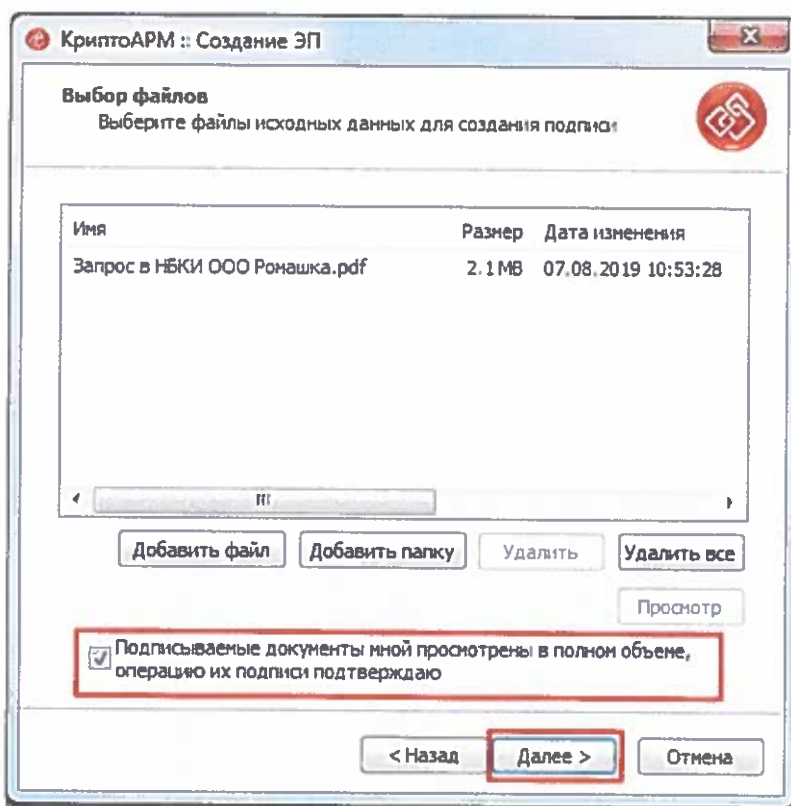 КриптоАРМ :: Создание ЭП
Выбор файлов
Выберите файлы исходных данных для создания подписи
Имя Размер Дата изменения
Запрос в НБКИ ООО Ромашка.pdf 2.1 MB 07.08.2019 10:53:28
Добавить файл Добавить папку Удалить Удалить все
Просмотр
Подписываемые документы мной просмотрены в полном объеме,
операцию их подписи подтверждаю
< Назад Далее > Отмена